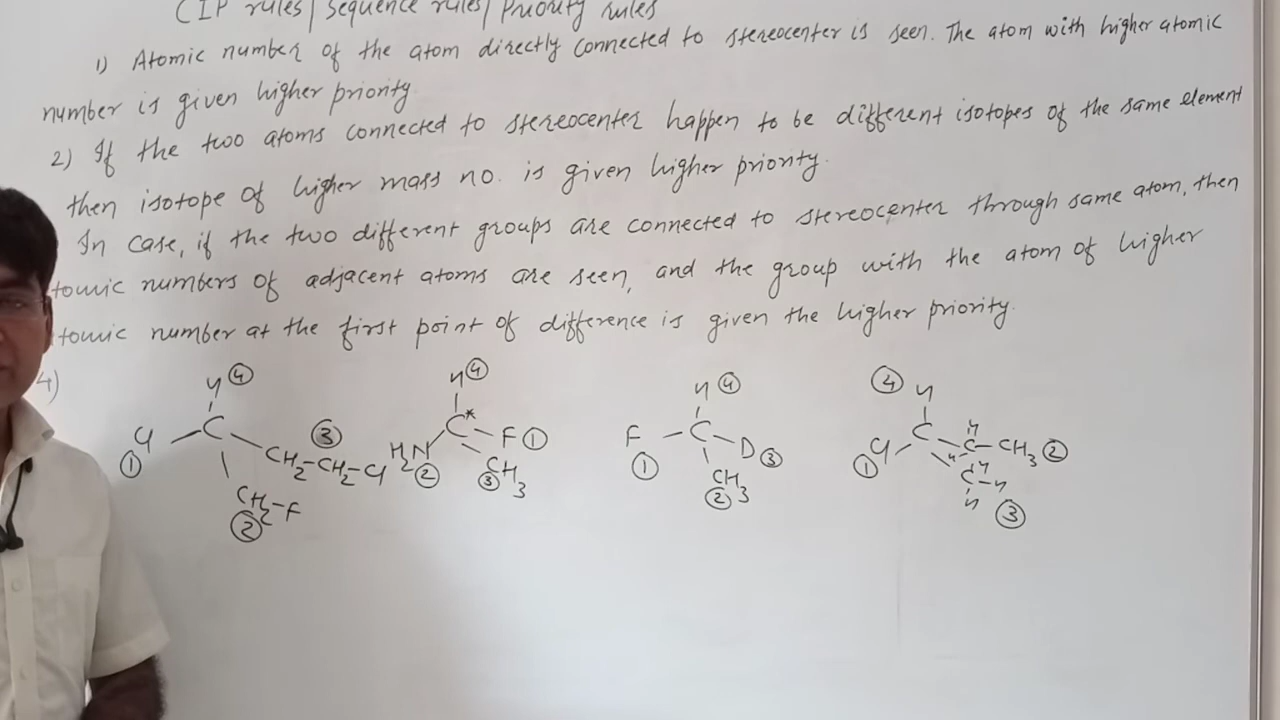 CIP rules/sequence rules/Priority rules
1) Atomic number of the atom directly connected to stereocenter is seen. The atom with higher atomic
number is given higher priority.
2) If the two atoms connected to stereocenter happen to be different isotopes of the same element
then isotope of higher mass no. is given higher priority.
In case, if the two different groups are connected to stereocenter through same atom, then
tomic numbers of adjacent atoms are seen, and the group with the atom of higher
tomic number at the first point of difference is given the higher priority.
4)
H ④ H ④ H ④ ④ H
Cl ① C ③ CH2-CH2-Cl H2N ② C* F ① F ① C D ③ Cl ① C H C CH3 ②
CH2-F ② CH3 ③ CH3 ② H C H H H ③